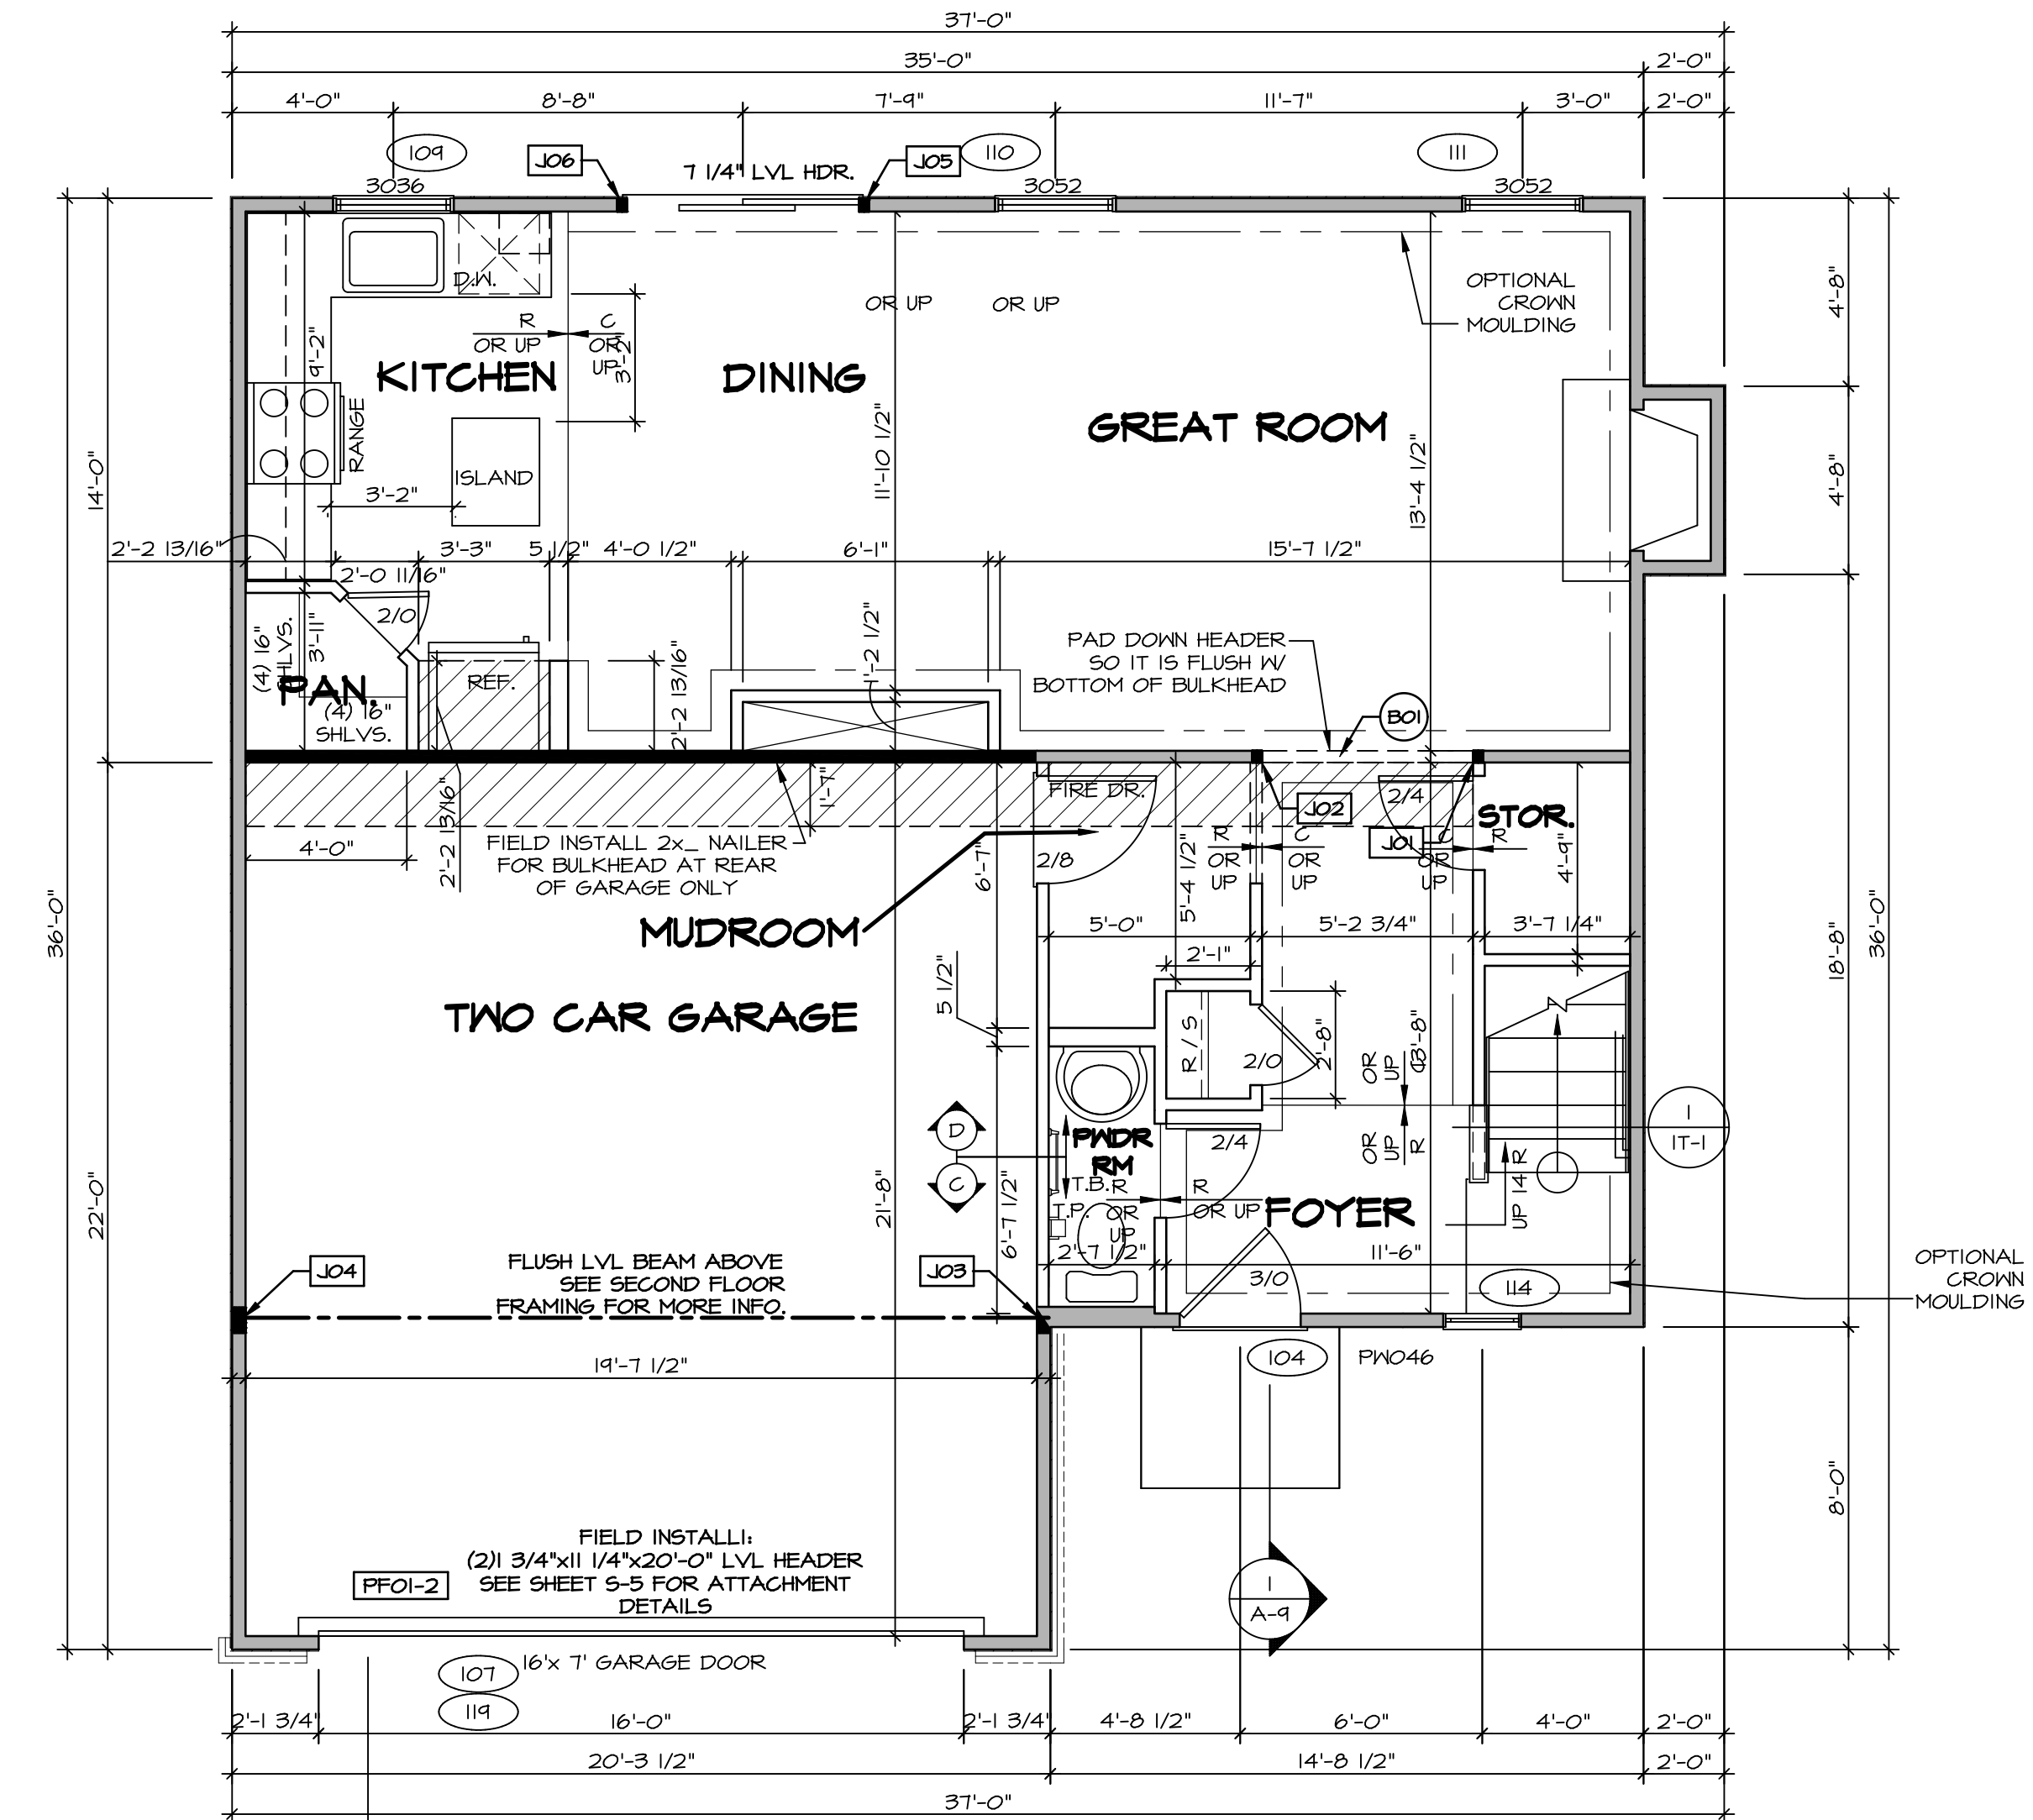 37'-0"
35'-0"
2'-0"
4'-0"
8'-8"
7'-9"
11'-7"
3'-0"
2'-0"
109
J06
7 1/4" LVL HDR.
J05
110
111
3036
3052
3052
D.W.
OR UP
OR UP
OPTIONAL
CROWN
MOULDING
4'-8"
R
OR UP
C
OR
UP
3'-2"
9'-2"
KITCHEN
DINING
GREAT ROOM
RANGE
ISLAND
3'-2"
11'-10 1/2"
13'-4 1/2"
4'-8"
14'-0"
2'-2 13/16"
3'-3"
5 1/2"
4'-0 1/2"
6'-1"
15'-7 1/2"
2'-0 11/16"
2/0
(4) 16"
SHLVS.
3'-11"
PAN.
(4) 16"
SHLVS.
REF.
2'-2 13/16"
1'-2 1/2"
PAD DOWN HEADER
SO IT IS FLUSH W/
BOTTOM OF BULKHEAD
B01
1'-7"
FIRE DR.
J02
2/4
STOR.
J01
4'-0"
2'-2 13/16"
FIELD INSTALL 2x_ NAILER
FOR BULKHEAD AT REAR
OF GARAGE ONLY
6'-7"
2/8
5'-4 1/2"
R
OR
UP
C
OR
UP
C
OR
UP
R
4'-9"
36'-0"
MUDROOM
5'-0"
5'-2 3/4"
3'-7 1/4"
18'-8"
36'-0"
2'-1"
5 1/2"
TWO CAR GARAGE
R / S
2/0
2'-8"
OR
UP
C
13'-8"
D
C
PWDR
RM
2/4
OR
UP
R
1
1T-1
22'-0"
21'-8"
6'-7 1/2"
T.B.
T.P.
R
OR
UP
R
OR UP
FOYER
UP 14 R
2'-7 1/2"
11'-6"
3/0
114
OPTIONAL
CROWN
MOULDING
J04
FLUSH LVL BEAM ABOVE
SEE SECOND FLOOR
FRAMING FOR MORE INFO.
J03
19'-7 1/2"
104
PW046
8'-0"
FIELD INSTALLI:
(2)1 3/4"x11 1/4"x20'-0" LVL HEADER
SEE SHEET S-5 FOR ATTACHMENT
DETAILS
PF01-2
1
A-9
107
16'x 7' GARAGE DOOR
119
2'-1 3/4"
16'-0"
2'-1 3/4"
4'-8 1/2"
6'-0"
4'-0"
2'-0"
20'-3 1/2"
14'-8 1/2"
2'-0"
37'-0"